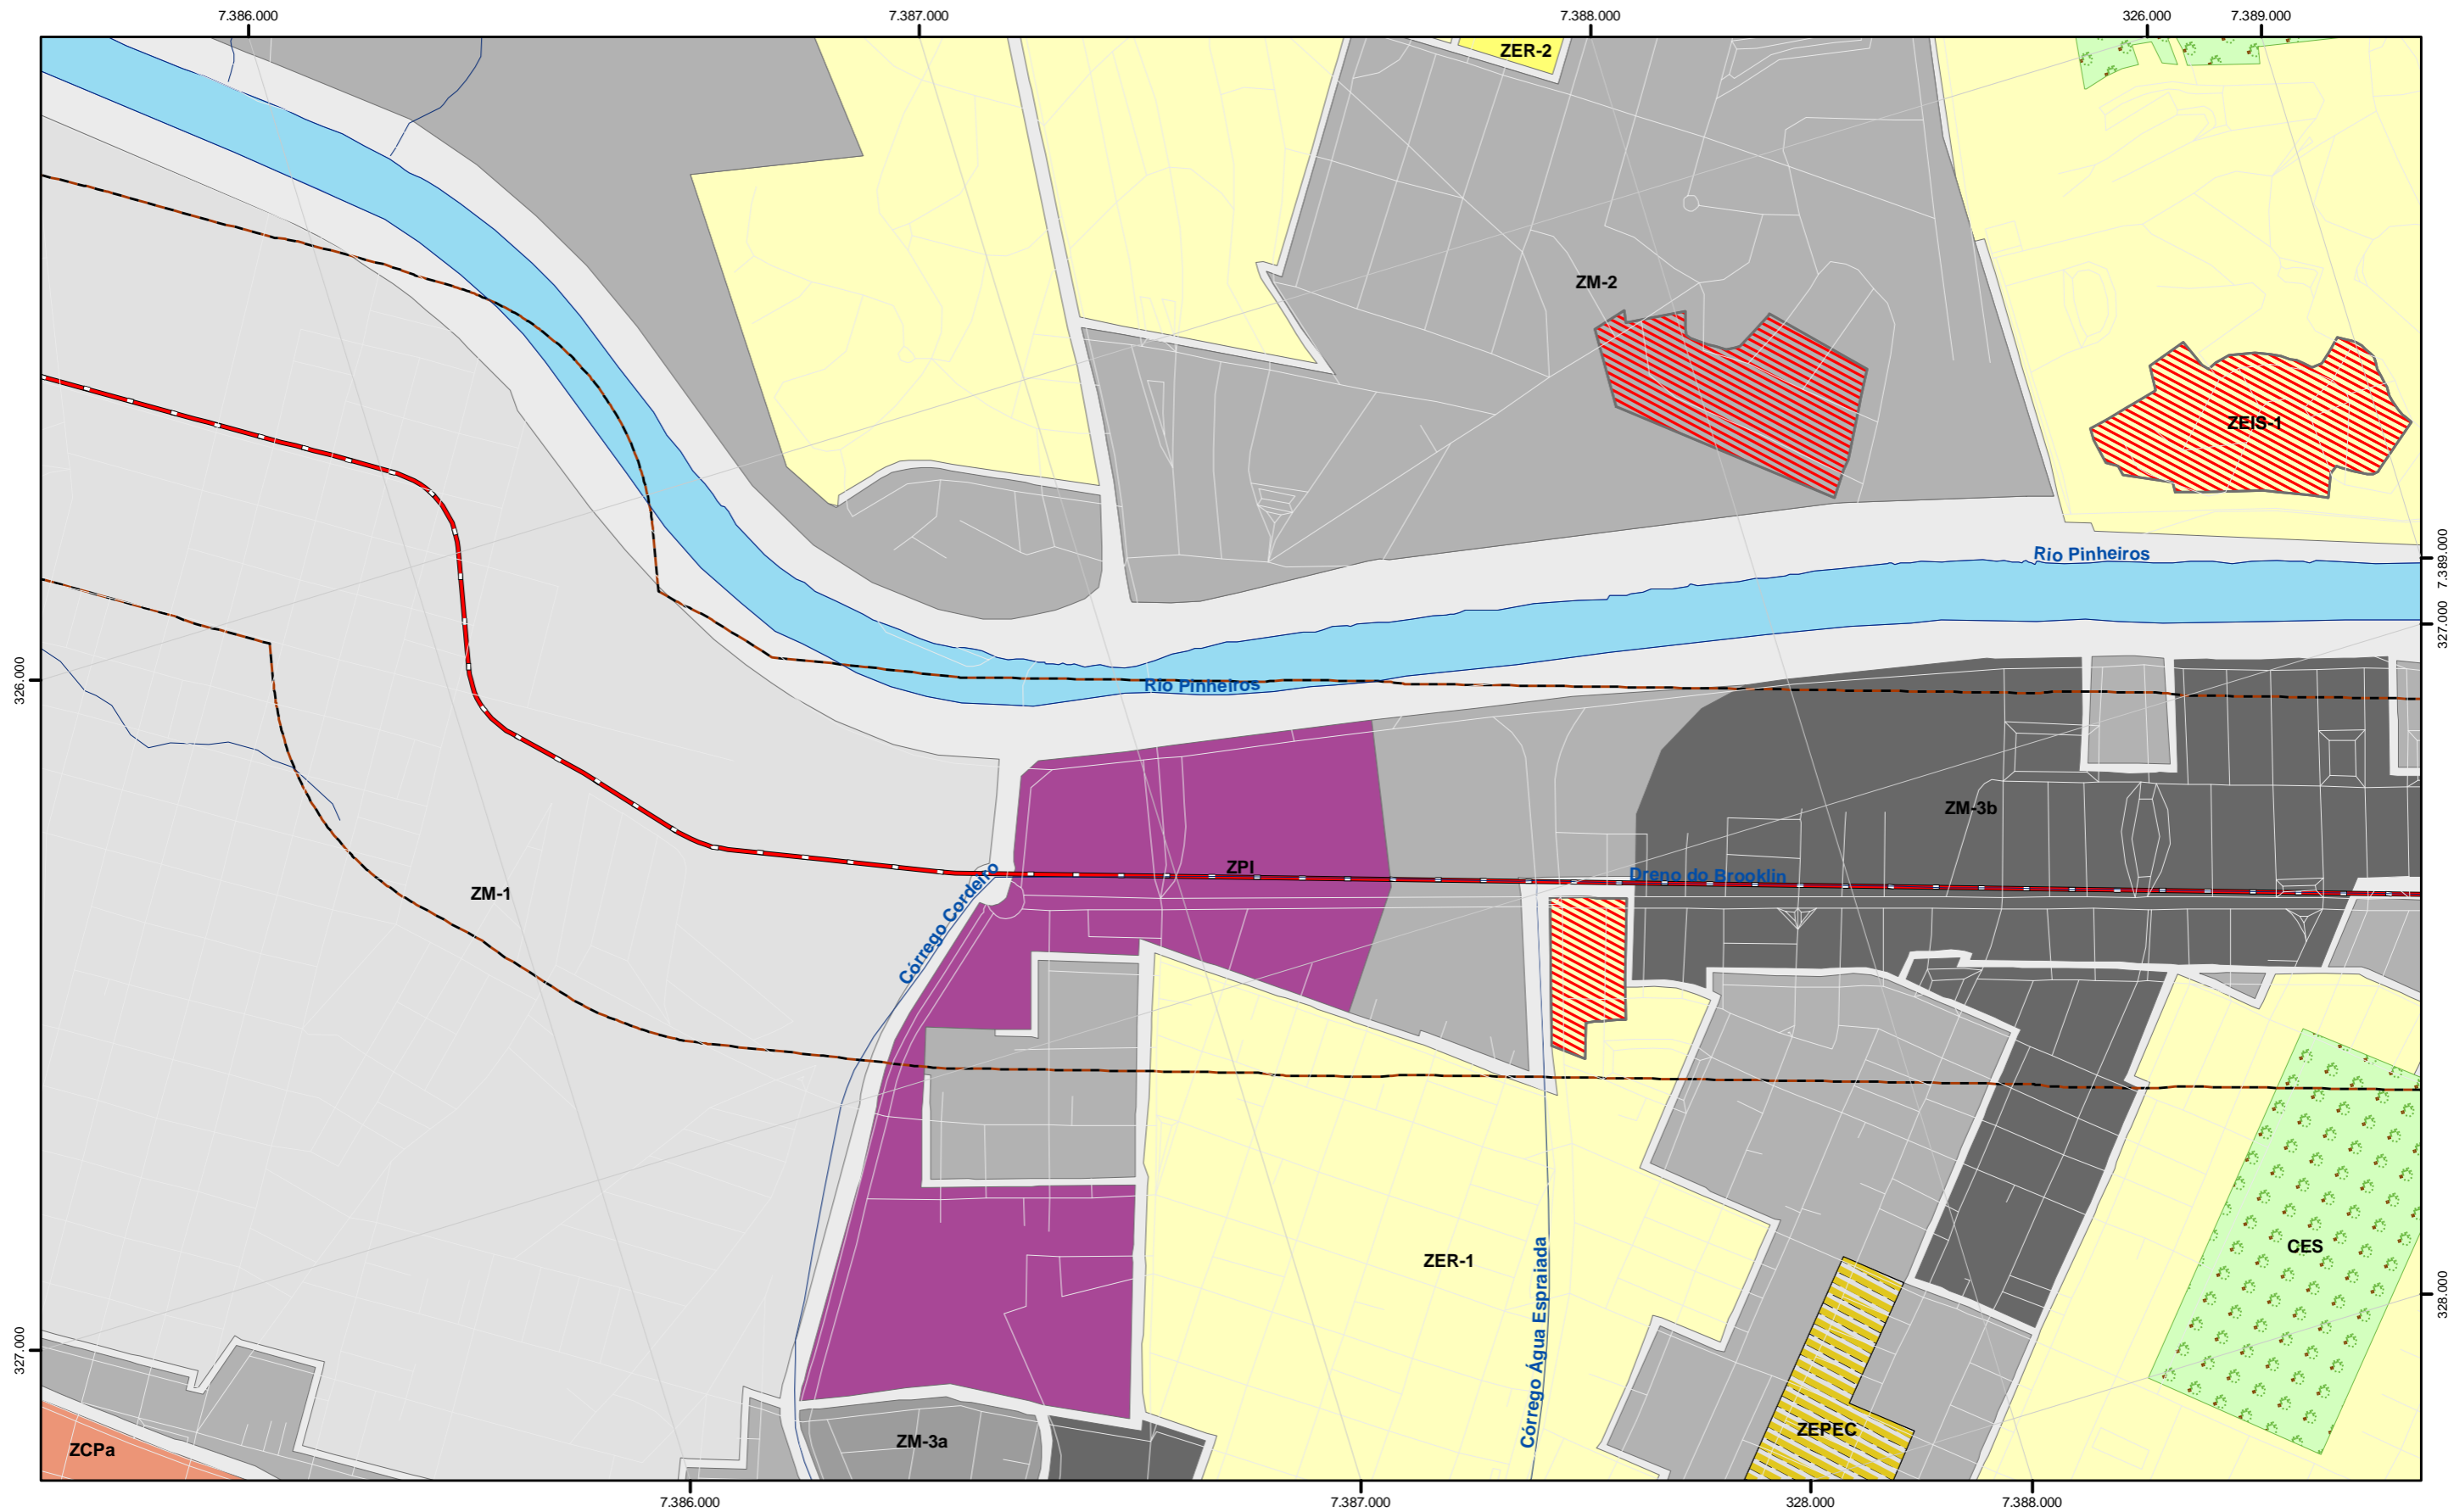 7.386.000
7.387.000
7.388.000
326.000
7.389.000
ZER-2
ZM-2
ZEIS-1
Rio Pinheiros
7.389.000
327.000
326.000
Rio Pinheiros
ZM-3b
ZPI
Dreno do Brooklin
ZM-1
Córrego Cordeiro
CES
ZER-1
Córrego Água Espraiada
328.000
327.000
ZEPEC
ZM-3a
ZCPa
7.386.000
7.387.000
328.000
7.388.000